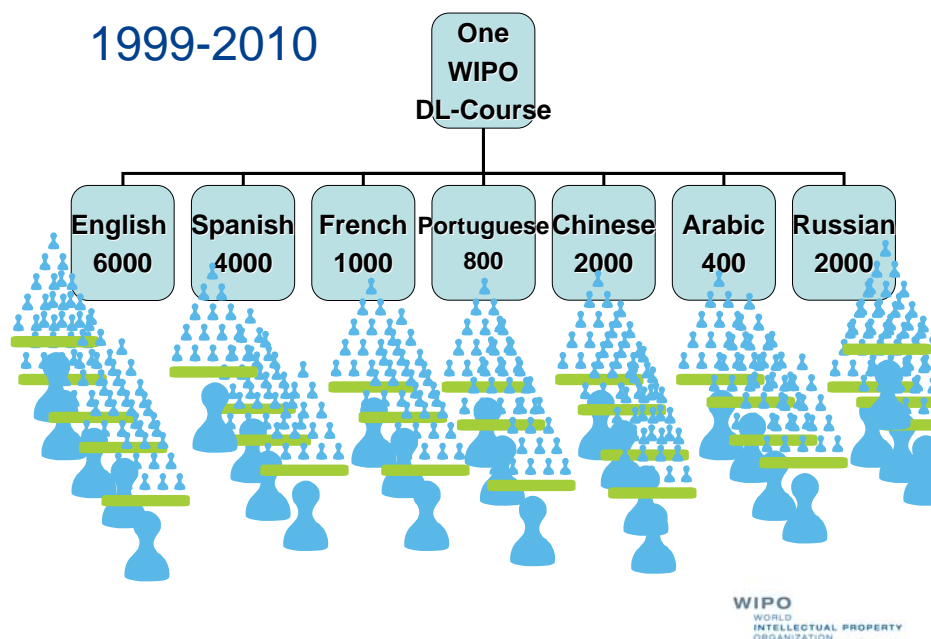 1999-2010
One
WIPO
DL-Course
English
6000
Spanish
4000
French
1000
Portuguese
800
Chinese
2000
Arabic
400
Russian
2000
WIPO
WORLD
INTELLECTUAL PROPERTY
ORGANIZATION